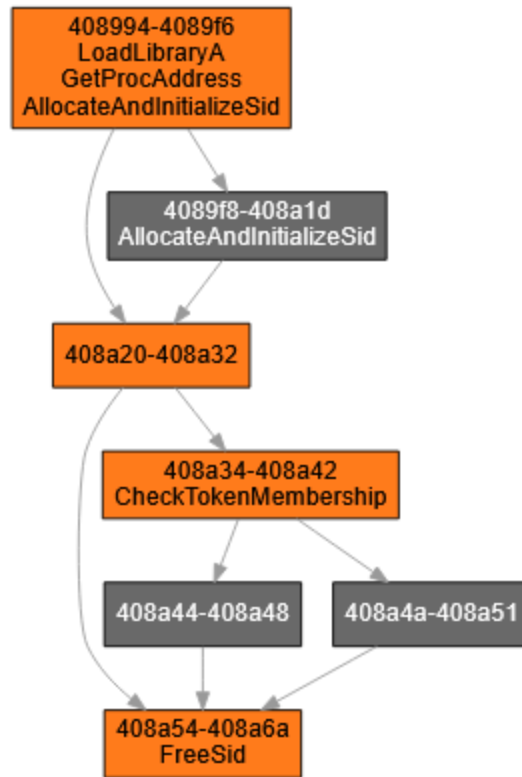 408994-4089f6
LoadLibraryA
GetProcAddress
AllocateAndInitializeSid
4089f8-408a1d
AllocateAndInitializeSid
408a20-408a32
408a34-408a42
CheckTokenMembership
408a44-408a48
408a4a-408a51
408a54-408a6a
FreeSid